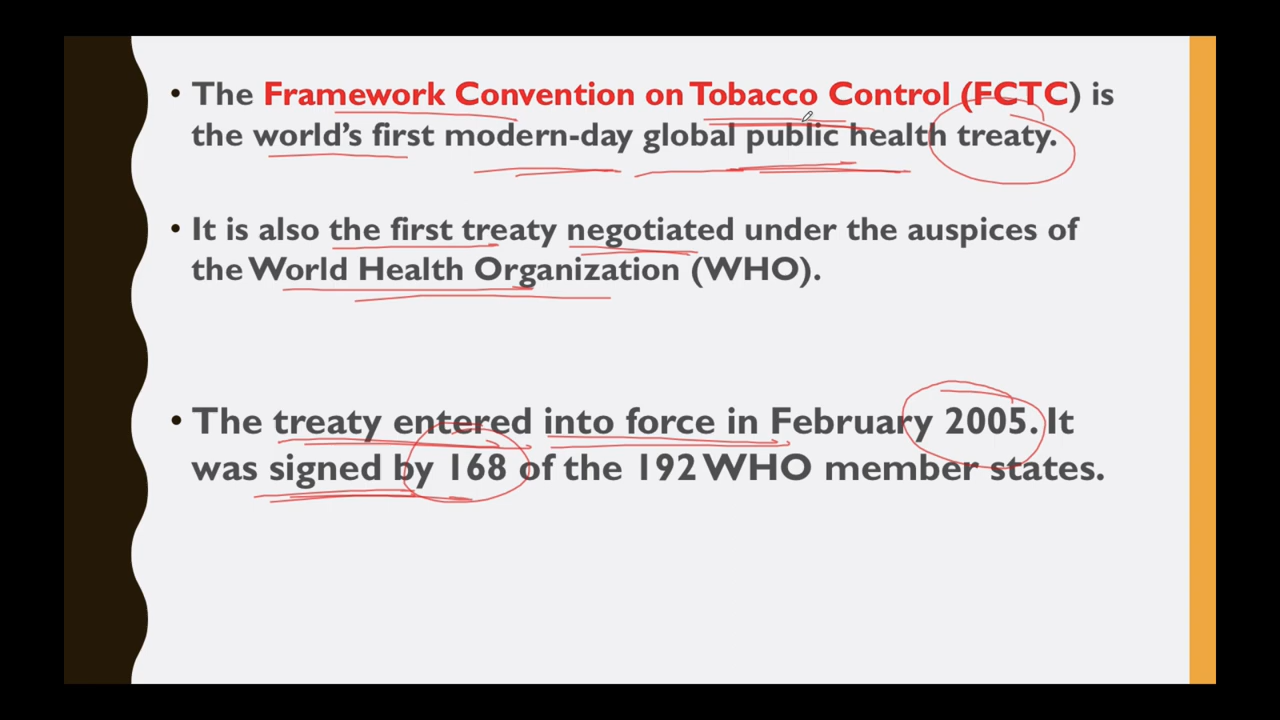 • The Framework Convention on Tobacco Control (FCTC) is
the world's first modern-day global public health treaty.
• It is also the first treaty negotiated under the auspices of
the World Health Organization (WHO).
• The treaty entered into force in February 2005. It
was signed by 168 of the 192 WHO member states.